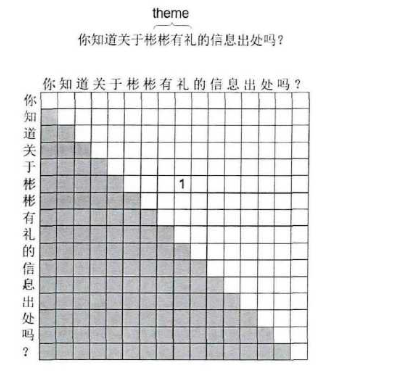 theme
你知道关于彬彬有礼的信息出处吗?
你知道关于彬彬有礼的信息出处吗?
你
知
道
关
于
彬
1
彬
有
礼
的
信
息
出
处
吗
?